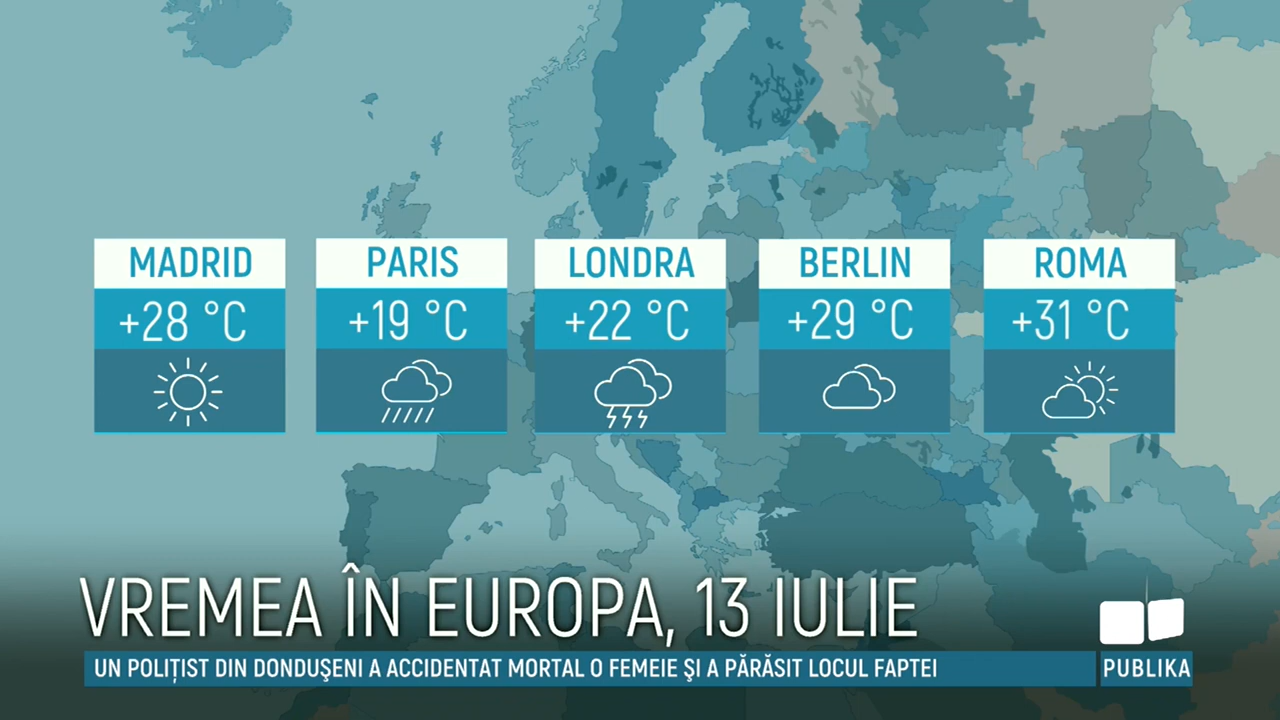 MADRID
+28 °C
PARIS
+19 °C
LONDRA
+22 °C
BERLIN
+29 °C
ROMA
+31 °C
VREMEA ÎN EUROPA, 13 IULIE
UN POLIȚIST DIN DONDUŞENI A ACCIDENTAT MORTAL O FEMEIE ŞI A PĂRĂSIT LOCUL FAPTEI
PUBLIKA